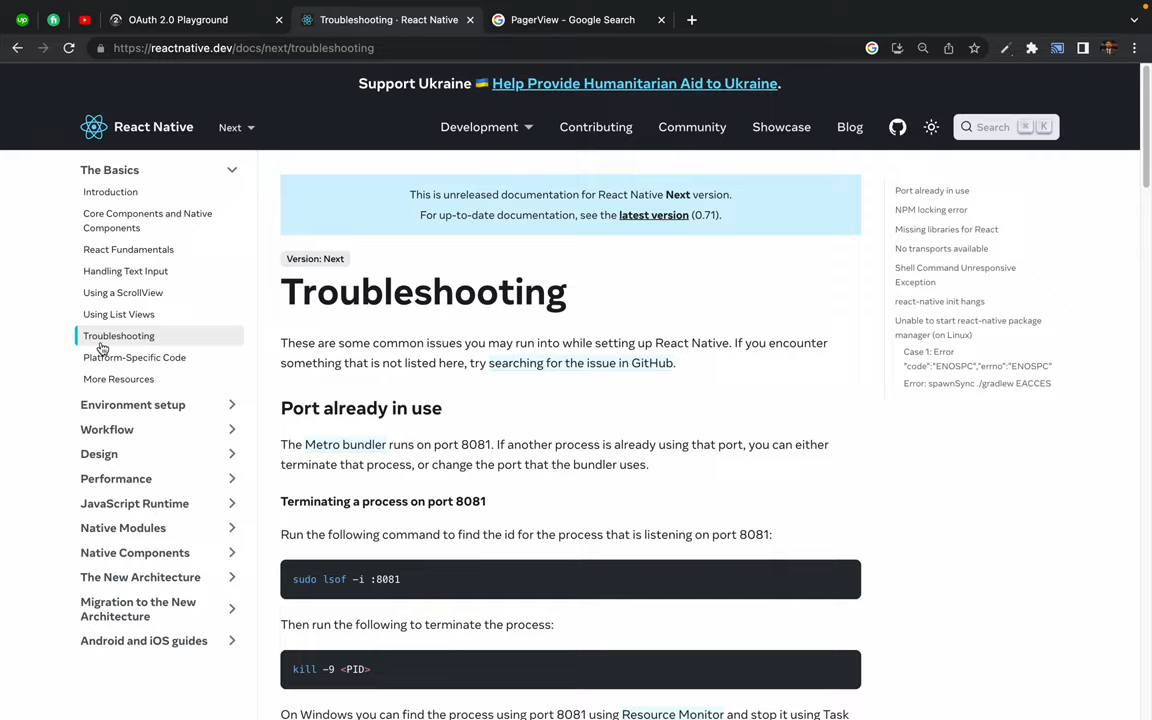 OAuth 2.0 Playground
Troubleshooting · React Native
PagerView - Google Search
https://reactnative.dev/docs/next/troubleshooting
Support Ukraine 🇺🇦 Help Provide Humanitarian Aid to Ukraine.
React Native
Next
Development
Contributing
Community
Showcase
Blog
Search ⌘ K
The Basics
Introduction
Core Components and Native
Components
React Fundamentals
Handling Text Input
Using a ScrollView
Using List Views
Troubleshooting
Platform-Specific Code
More Resources
Environment setup
Workflow
Design
Performance
JavaScript Runtime
Native Modules
Native Components
The New Architecture
Migration to the New
Architecture
Android and iOS guides
This is unreleased documentation for React Native Next version.
For up-to-date documentation, see the latest version (0.71).
Version: Next
Troubleshooting
These are some common issues you may run into while setting up React Native. If you encounter
something that is not listed here, try searching for the issue in GitHub.
Port already in use
The Metro bundler runs on port 8081. If another process is already using that port, you can either
terminate that process, or change the port that the bundler uses.
Terminating a process on port 8081
Run the following command to find the id for the process that is listening on port 8081:
sudo lsof -i :8081
Then run the following to terminate the process:
kill -9 <PID>
On Windows you can find the process using port 8081 using Resource Monitor and stop it using Task
Port already in use
NPM locking error
Missing libraries for React
No transports available
Shell Command Unresponsive
Exception
react-native init hangs
Unable to start react-native package
manager (on Linux)
Case 1: Error
"code":"ENOSPC","errno":"ENOSPC"
Error: spawnSync ./gradlew EACCES